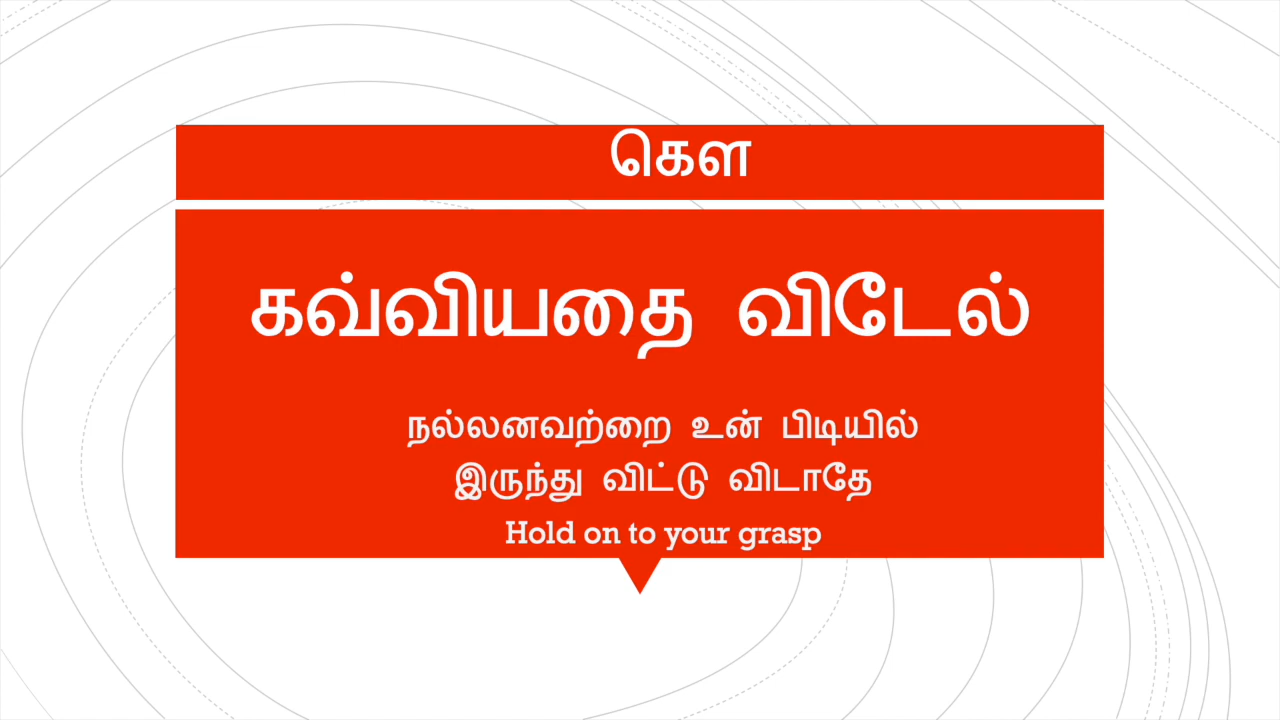 கௌ
கவ்வியதை விடேல்
நல்லனவற்றை உன் பிடியில்
இருந்து விட்டு விடாதே
Hold on to your grasp